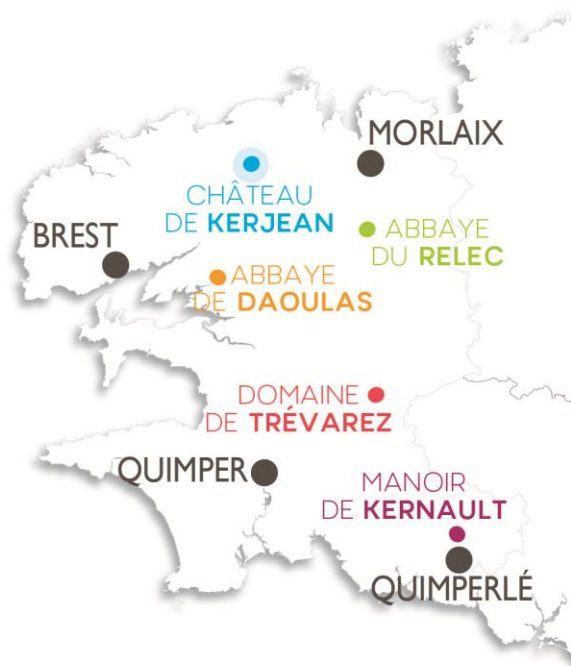 MORLAIX
CHÂTEAU
DE KERJEAN
BREST
ABBAYE
DU RELEC
ABBAYE
DE DAOULAS
DOMAINE
DE TRÉVAREZ
QUIMPER
MANOIR
DE KERNAULT
QUIMPERLÉ